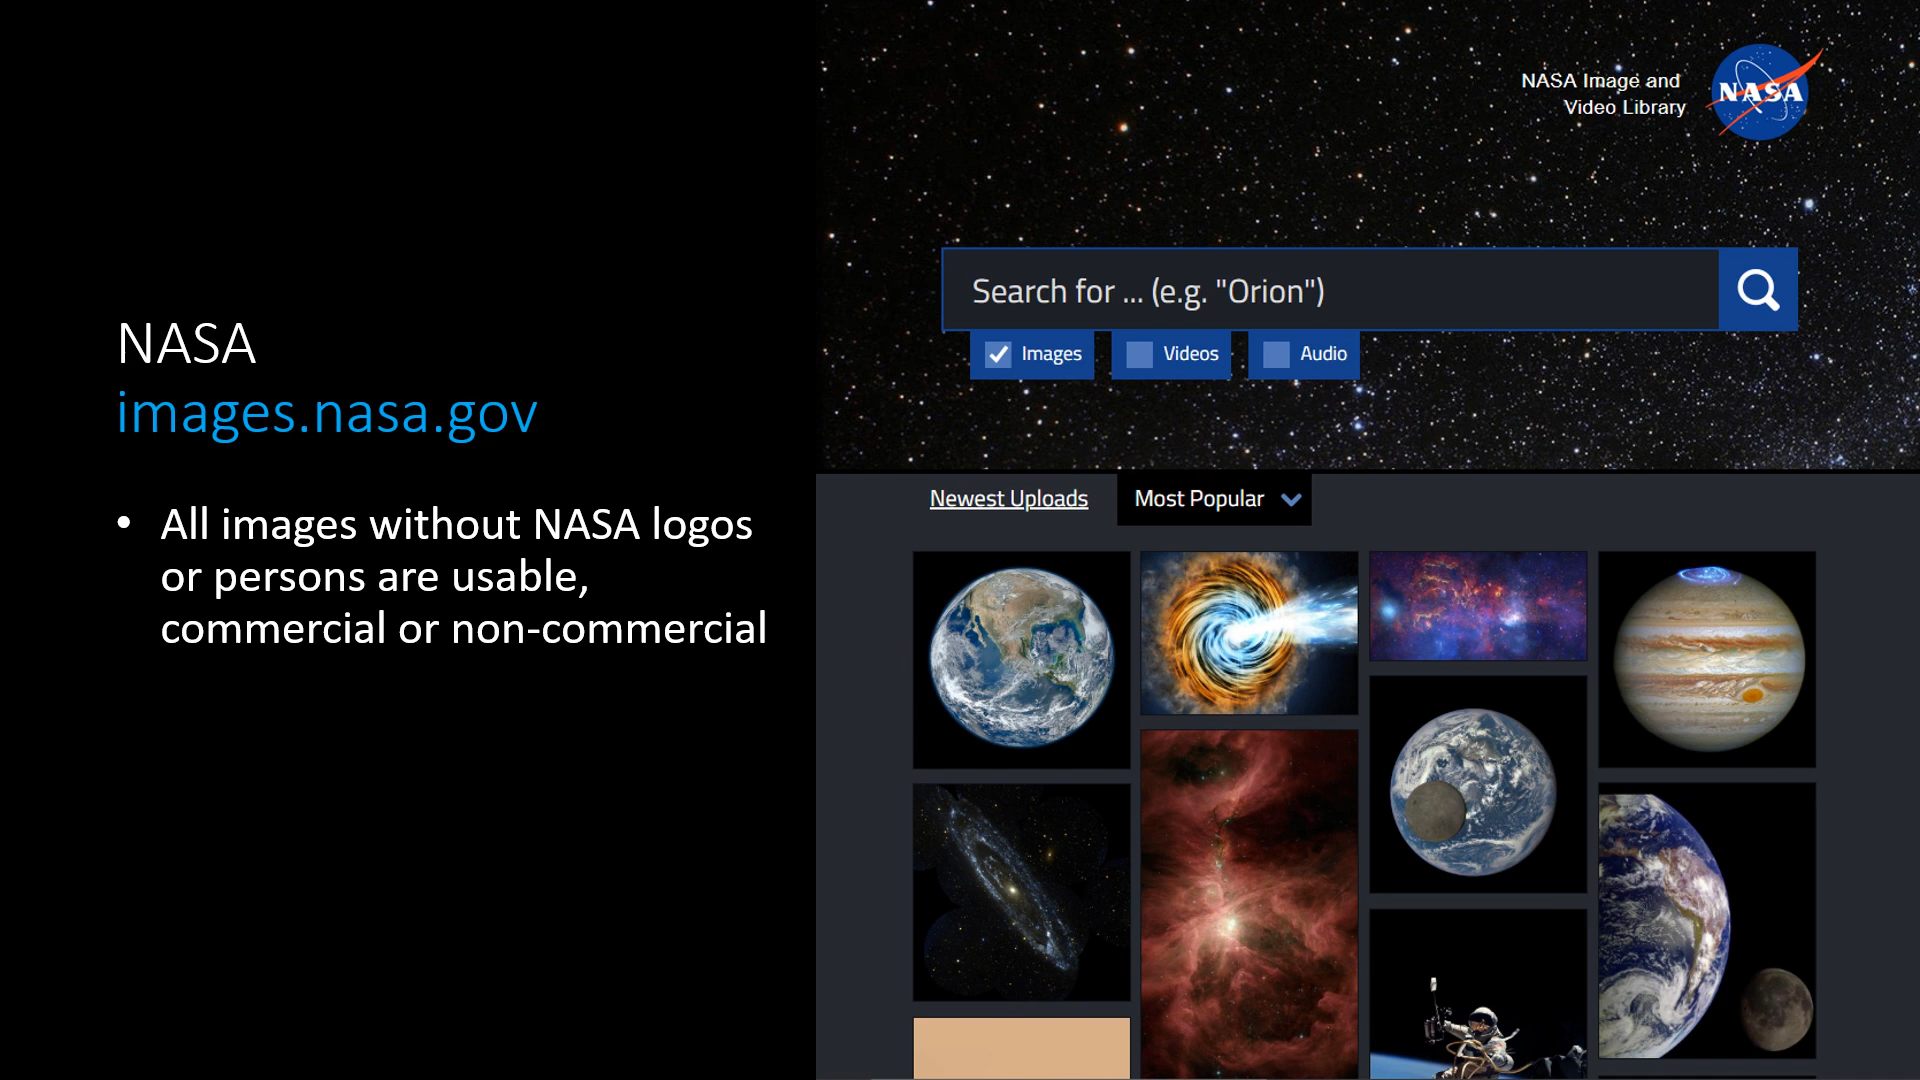 NASA
images.nasa.gov
• All images without NASA logos
or persons are usable,
commercial or non-commercial
NASA Image and
Video Library
NASA
Search for ... (e.g. "Orion")
Images
Videos
Audio
Newest Uploads
Most Popular